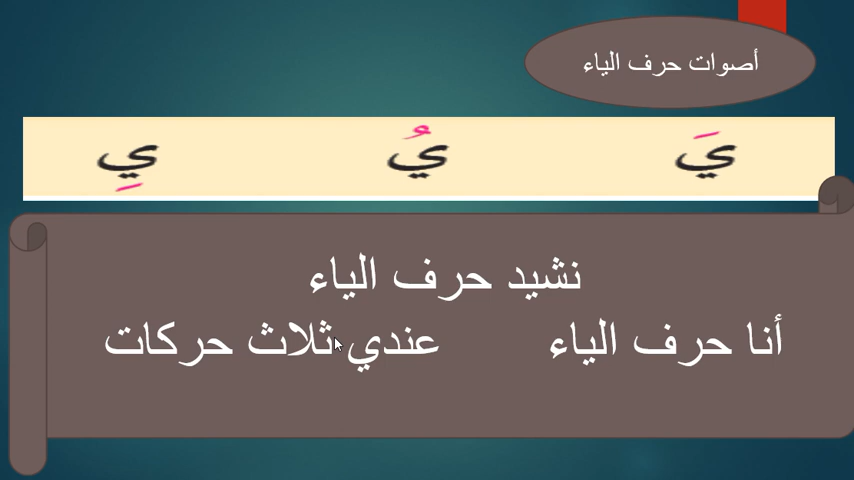 أصوات حرف الياء
يَ يُ يِ
نشيد حرف الياء
أنا حرف الياء عندي ثلاث حركات